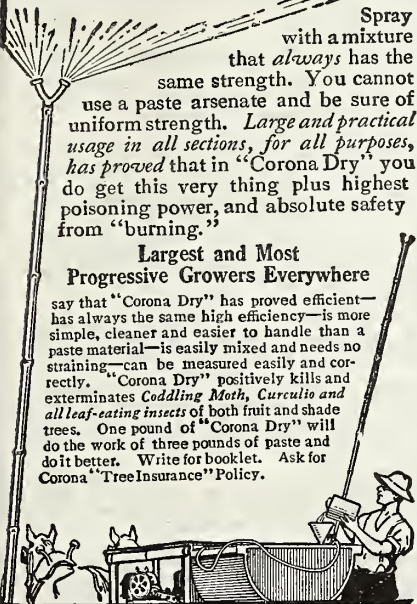 Spray
with a mixture
that always has the
same strength. You cannot
use a paste arsenate and be sure of
uniform strength. Large and practical
usage in all sections, for all purposes,
has proved that in "Corona Dry" you
do get this very thing plus highest
poisoning power, and absolute safety
from "burning."
Largest and Most
Progressive Growers Everywhere
say that "Corona Dry" has proved efficient—
has always the same high efficiency—is more
simple, cleaner and easier to handle than a
paste material—is easily mixed and needs no
straining—can be measured easily and cor-
rectly. "Corona Dry" positively kills and
exterminates Coddling Moth, Curculio and
all leaf-eating insects of both fruit and shade
trees. One pound of "Corona Dry" will
do the work of three pounds of paste and
do it better. Write for booklet. Ask for
Corona "Tree Insurance" Policy.